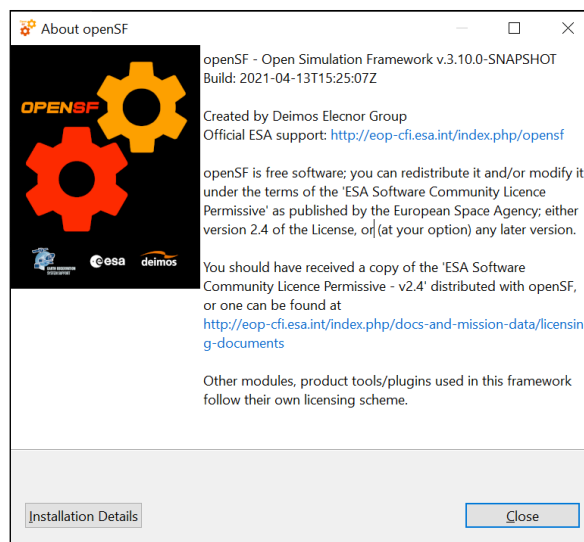 About openSF
openSF - Open Simulation Framework v.3.10.0-SNAPSHOT
Build: 2021-04-13T15:25:07Z
Created by Deimos Elecnor Group
Official ESA support: http://eop-cfi.esa.int/index.php/opensf
openSF is free software; you can redistribute it and/or modify it
under the terms of the 'ESA Software Community Licence
Permissive' as published by the European Space Agency; either
version 2.4 of the License, or (at your option) any later version.
You should have received a copy of the 'ESA Software
Community Licence Permissive - v2.4' distributed with openSF,
or one can be found at
http://eop-cfi.esa.int/index.php/docs-and-mission-data/licensin
g-documents
Other modules, product tools/plugins used in this framework
follow their own licensing scheme.
OPENSF
EARTH OBSERVATION
SYSTEM SUPPORT
esa
deimos
Installation Details
Close